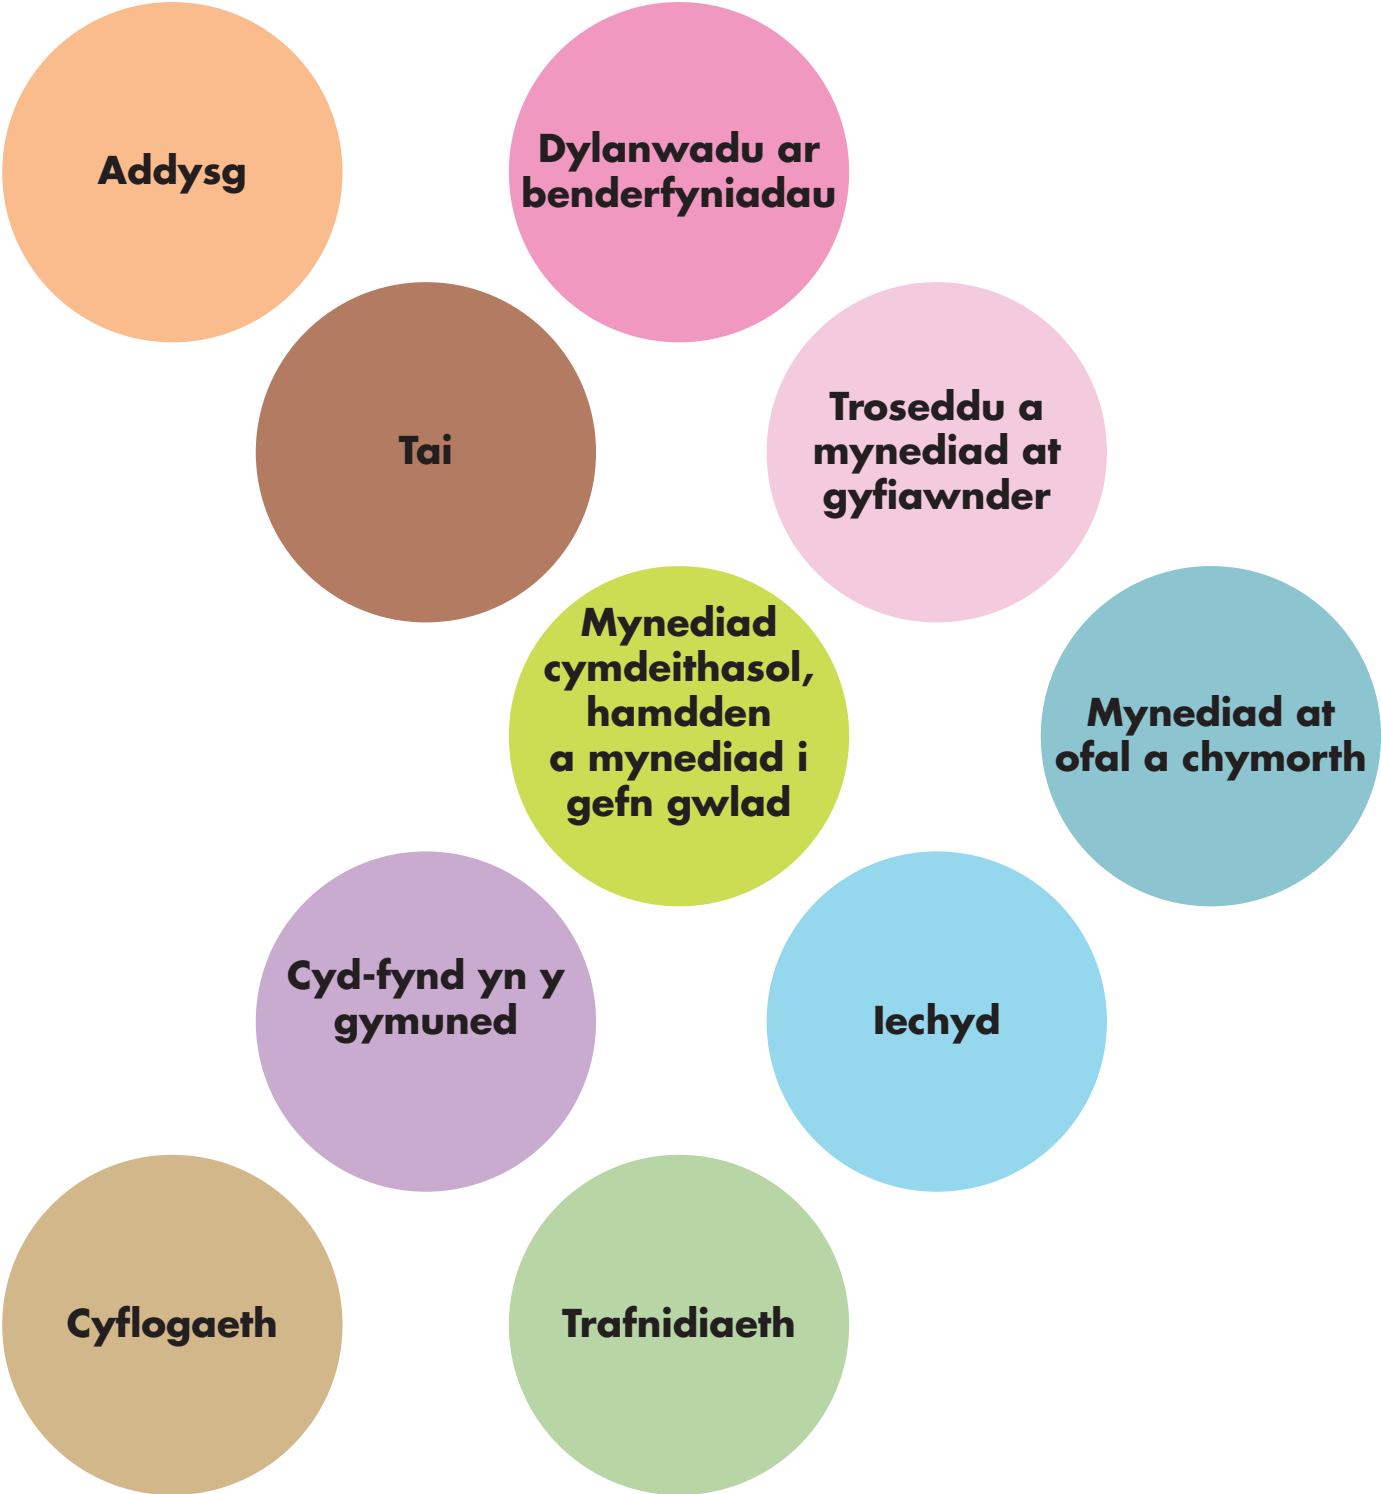 Addysg
Dylanwadu ar
benderfyniadau
Tai
Troseddu a
mynediad at
gyfiawnder
Mynediad
cymdeithasol,
hamdden
a mynediad i
gefn gwlad
Mynediad at
ofal a chymorth
Cyd-fynd yn y
gymuned
Iechyd
Cyflogaeth
Trafnidiaeth